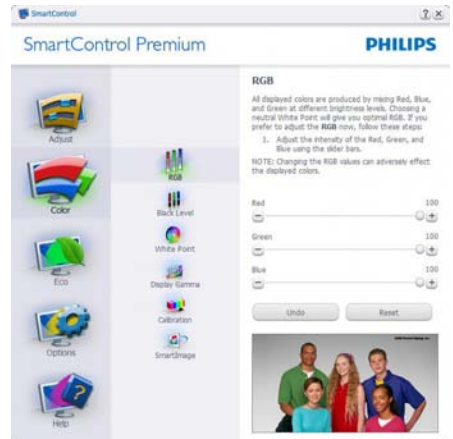 SmartControl
SmartControl Premium
PHILIPS
Adjust
Color
Eco
Options
Help
RGB
Black Level
White Point
Display Gamma
Calibration
SmartImage
RGB
All displayed colors are produced by mixing Red, Blue,
and Green at different brightness levels. Choosing a
neutral White Point will give you optimal RGB. If you
prefer to adjust the RGB now, follow these steps:
1. Adjust the intensity of the Red, Green, and
Blue using the slider bars.
NOTE: Changing the RGB values can adversely effect
the displayed colors.
Red 100
Green 100
Blue 100
Undo Reset